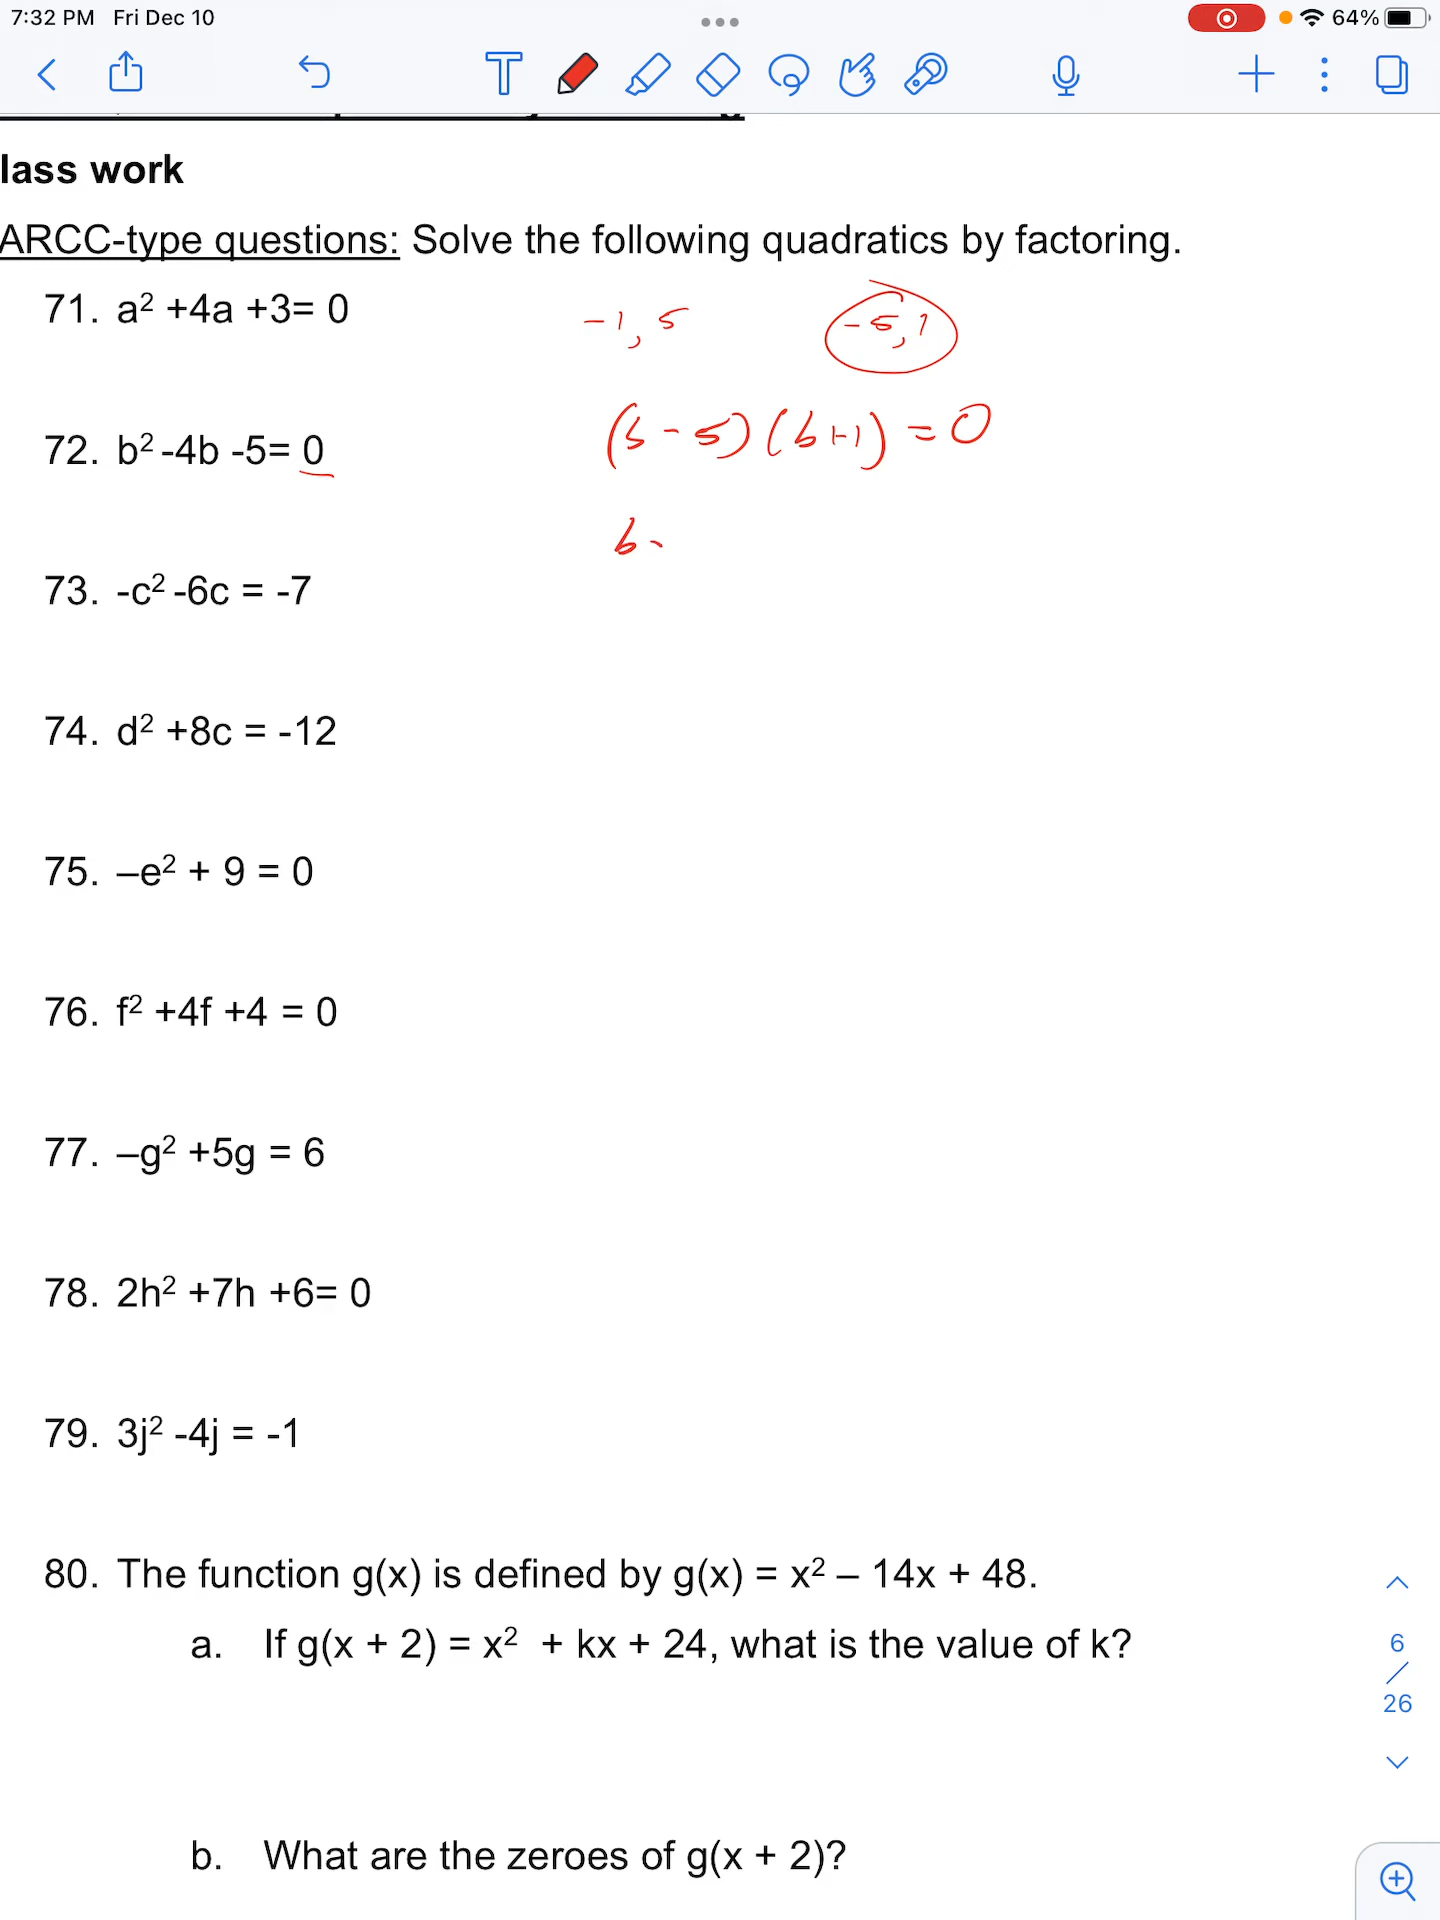 7:32 PM Fri Dec 10
64%
lass work
ARCC-type questions: Solve the following quadratics by factoring.
71. a² +4a +3= 0
-1, 5
-5, 1
72. b² -4b -5= 0
(b - 5)(b+1) = 0
b
73. -c² -6c = -7
74. d² +8c = -12
75. –e² + 9 = 0
76. f² +4f +4 = 0
77. –g² +5g = 6
78. 2h² +7h +6= 0
79. 3j² -4j = -1
80. The function g(x) is defined by g(x) = x² – 14x + 48.
a. If g(x + 2) = x² + kx + 24, what is the value of k?
b. What are the zeroes of g(x + 2)?
6
/
26